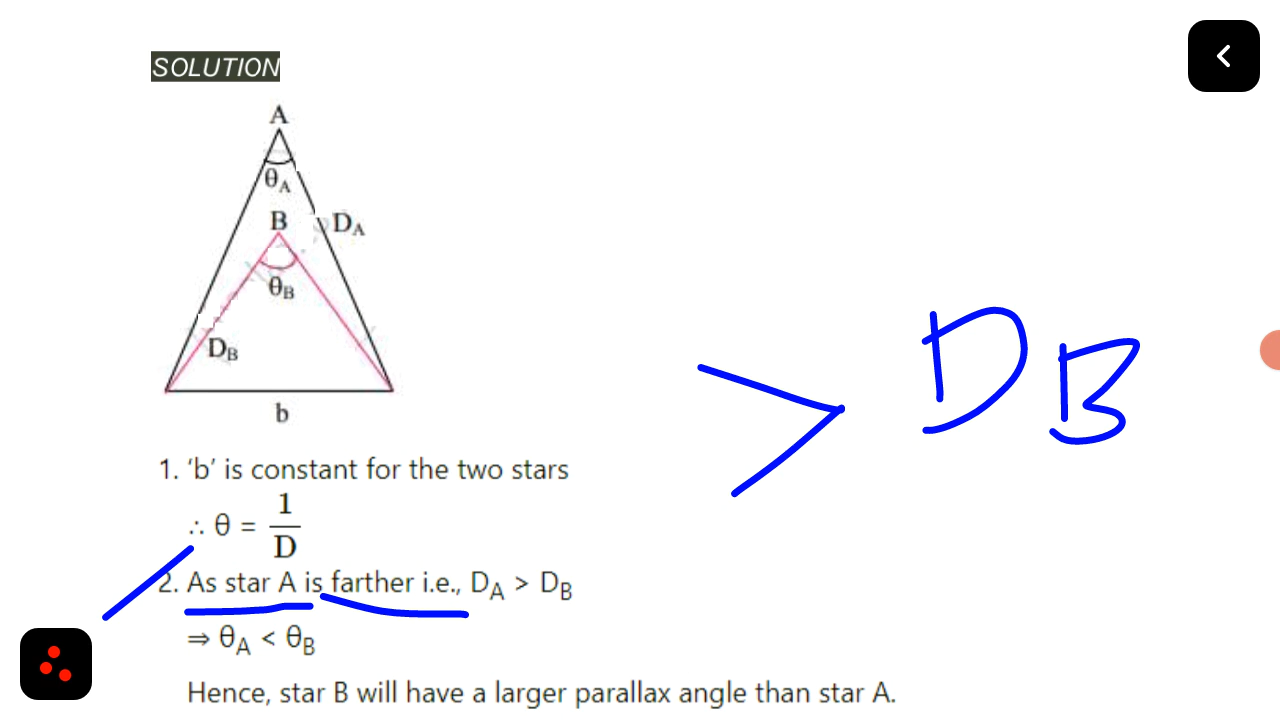 SOLUTION
A
θA
B
DA
θB
DB
b
> DB
1. ‘b’ is constant for the two stars
∴ θ = 1/D
2. As star A is farther i.e., DA > DB
⇒ θA < θB
Hence, star B will have a larger parallax angle than star A.